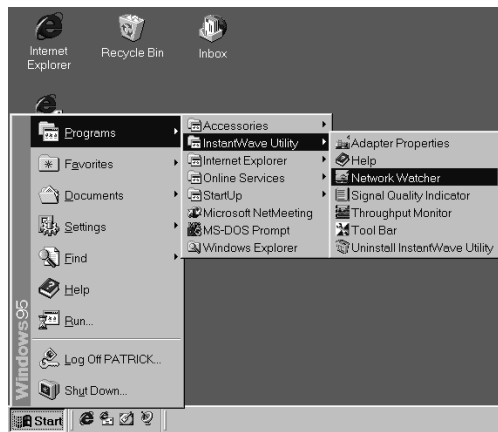 Internet Explorer
Recycle Bin
Inbox
Windows95
Programs
Favorites
Documents
Settings
Find
Help
Run...
Log Off PATRICK...
Shut Down...
Accessories
InstantWave Utility
Internet Explorer
Online Services
StartUp
Microsoft NetMeeting
MS-DOS Prompt
Windows Explorer
Adapter Properties
Help
Network Watcher
Signal Quality Indicator
Throughput Monitor
Tool Bar
Uninstall InstantWave Utility
Start